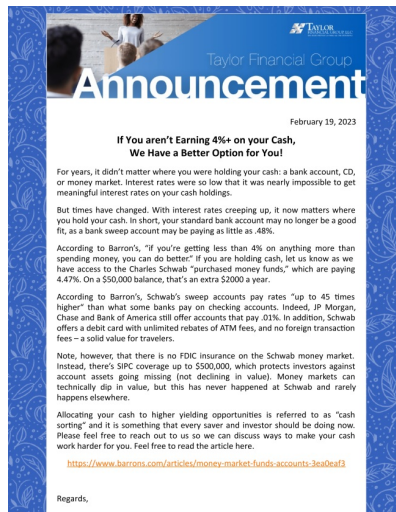 TAYLOR
FINANCIAL GROUP, LLC
Taylor Financial Group
Announcement
February 19, 2023
If You aren't Earning 4%+ on your Cash,
We Have a Better Option for You!
For years, it didn't matter where you were holding your cash: a bank account, CD,
or money market. Interest rates were so low that it was nearly impossible to get
meaningful interest rates on your cash holdings.
But times have changed. With interest rates creeping up, it now matters where
you hold your cash. In short, your standard bank account may no longer be a good
fit, as a bank sweep account may be paying as little as .48%.
According to Barron's, "if you're getting less than 4% on anything more than
spending money, you can do better." If you are holding cash, let us know as we
have access to the Charles Schwab "purchased money funds," which are paying
4.47%. On a $50,000 balance, that's an extra $2000 a year.
According to Barron's, Schwab's sweep accounts pay rates "up to 45 times
higher" than what some banks pay on checking accounts. Indeed, JP Morgan,
Chase and Bank of America still offer accounts that pay .01%. In addition, Schwab
offers a debit card with unlimited rebates of ATM fees, and no foreign transaction
fees – a solid value for travelers.
Note, however, that there is no FDIC insurance on the Schwab money market.
Instead, there's SIPC coverage up to $500,000, which protects investors against
account assets going missing (not declining in value). Money markets can
technically dip in value, but this has never happened at Schwab and rarely
happens elsewhere.
Allocating your cash to higher yielding opportunities is referred to as "cash
sorting" and it is something that every saver and investor should be doing now.
Please feel free to reach out to us so we can discuss ways to make your cash
work harder for you. Feel free to read the article here.
https://www.barrons.com/articles/money-market-funds-accounts-3ea0eaf3
Regards,